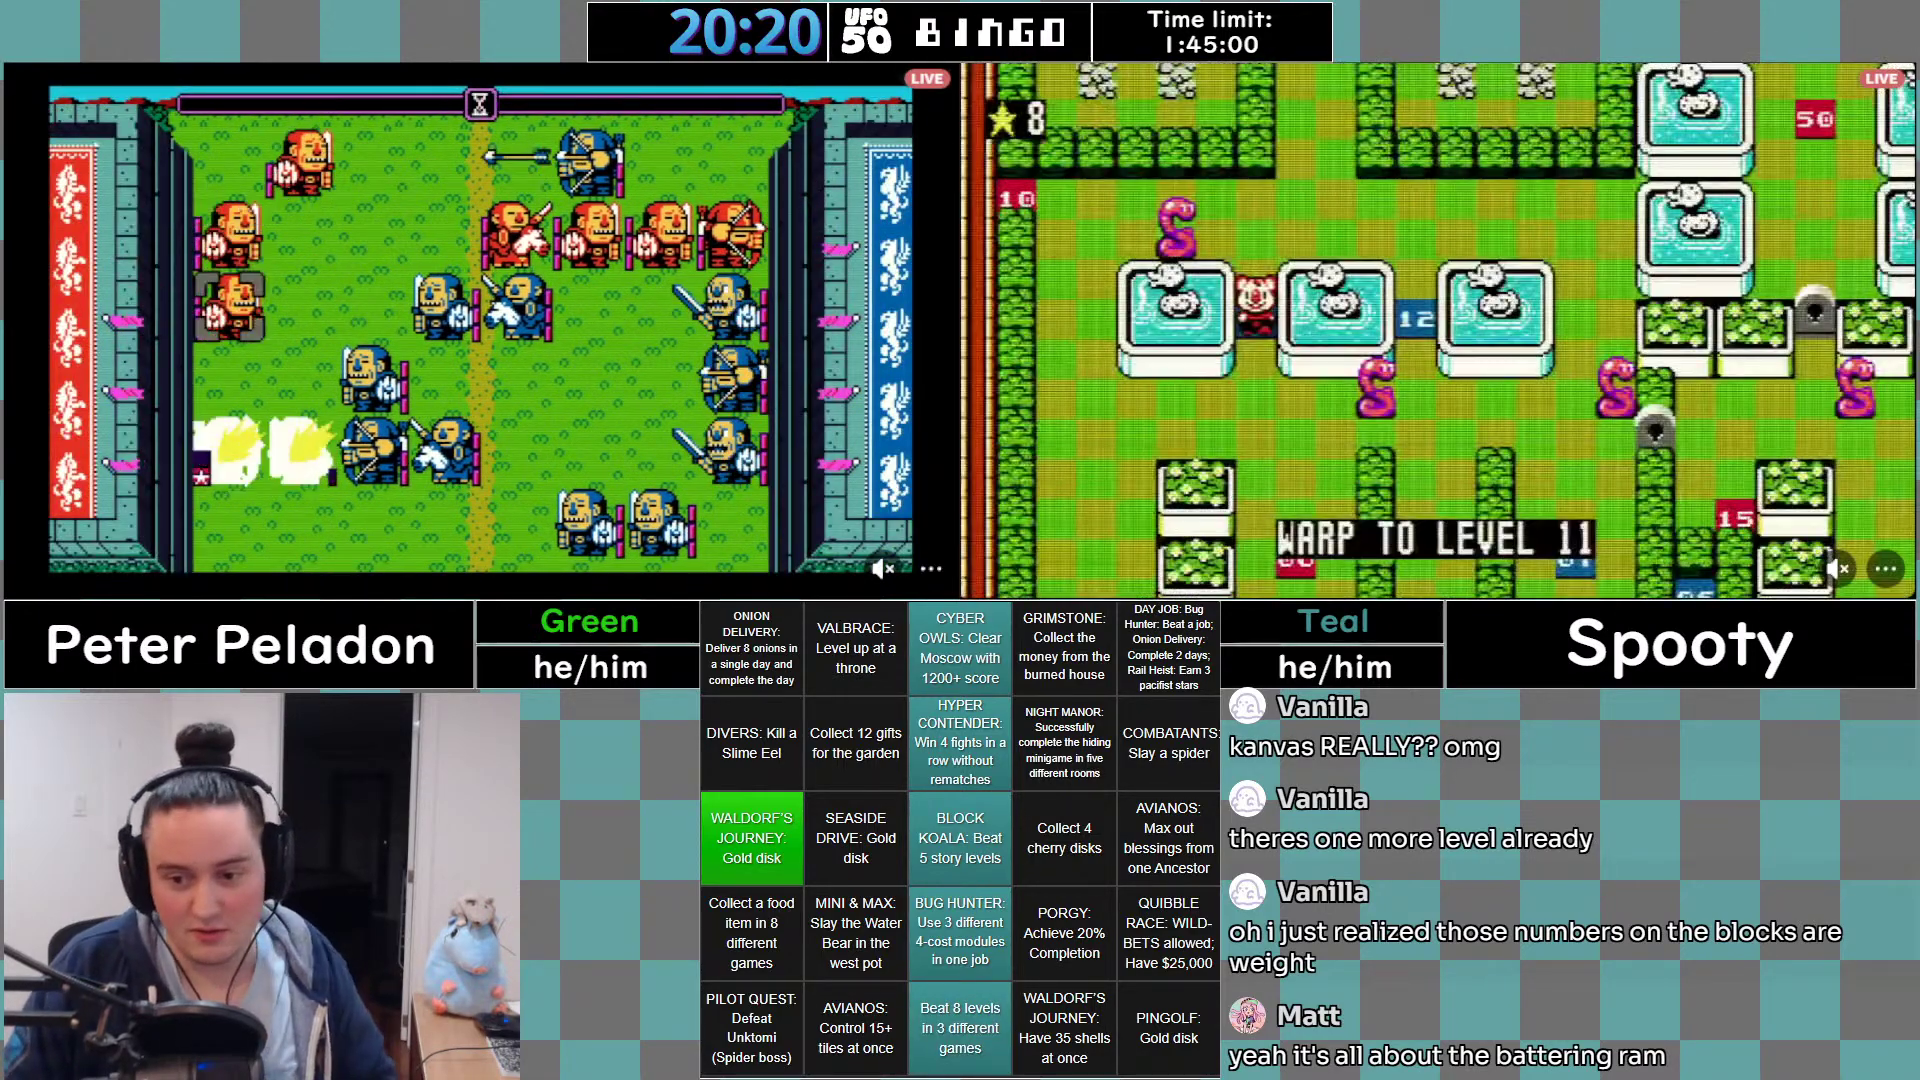 20:20
UFO 50
BINGO
Time limit:
1:45:00
LIVE
LIVE
8
50
10
12
15
WARP TO LEVEL 11
Peter Peladon
Green
he/him
Teal
he/him
Spooty
ONION
DELIVERY:
Deliver 8 onions in
a single day and
complete the day
VALBRACE:
Level up at a
throne
CYBER
OWLS: Clear
Moscow with
1200+ score
GRIMSTONE:
Collect the
money from the
burned house
DAY JOB: Bug
Hunter: Beat a job;
Onion Delivery:
Complete 2 days;
Rail Heist: Earn 3
pacifist stars
DIVERS: Kill a
Slime Eel
Collect 12 gifts
for the garden
HYPER
CONTENDER:
Win 4 fights in a
row without
rematches
NIGHT MANOR:
Successfully
complete the hiding
minigame in five
different rooms
COMBATANTS:
Slay a spider
WALDORF'S
JOURNEY:
Gold disk
SEASIDE
DRIVE: Gold
disk
BLOCK
KOALA: Beat
5 story levels
Collect 4
cherry disks
AVIANOS:
Max out
blessings from
one Ancestor
Collect a food
item in 8
different
games
MINI & MAX:
Slay the Water
Bear in the
west pot
BUG HUNTER:
Use 3 different
4-cost modules
in one job
PORGY:
Achieve 20%
Completion
QUIBBLE
RACE: WILD-
BETS allowed;
Have $25,000
PILOT QUEST:
Defeat
Unktomi
(Spider boss)
AVIANOS:
Control 15+
tiles at once
Beat 8 levels
in 3 different
games
WALDORF'S
JOURNEY:
Have 35 shells
at once
PINGOLF:
Gold disk
Vanilla
kanvas REALLY?? omg
Vanilla
theres one more level already
Vanilla
oh i just realized those numbers on the blocks are
weight
Matt
yeah it's all about the battering ram